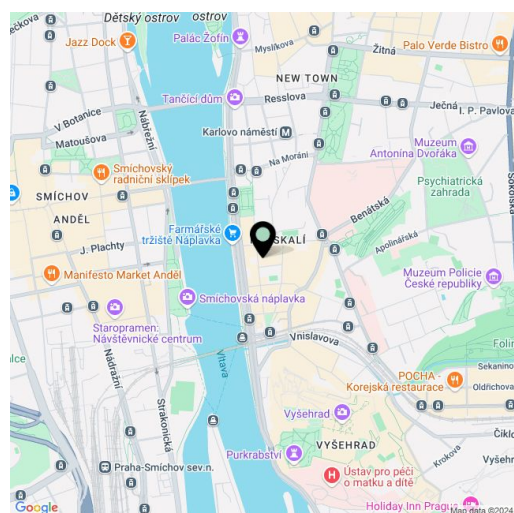 Dětský ostrov
ostrov
Jazz Dock
Palác Žofín
Myslíkova
Žitná
Palo Verde Bistro
NEW TOWN
Tančící dům
Resslova
Ječná
I. P. Pavlova
V Botanice
Matoušova
Nábřežní
Karlovo náměstí M
Muzeum
Antonína Dvořáka
Na Moráni
Sokolská
Smíchovský
radniční sklípek
Psychiatrická
zahrada
SMÍCHOV
Benátská
ANDĚL
Farmářské
tržiště Náplavka
Apolinářská
J. Plachty
Manifesto Market Anděl
Muzeum Policie
České republiky
Smíchovská náplavka
Staropramen:
Návštěvnické centrum
Vnislavova
Nádražní
Vltava
Sekaninova
POCHA -
Korejská restaurace
Oldřichova
Strakonická
Vyšehrad
VYŠEHRAD
Krokova
Purkrabství
Praha-Smíchov sev.n.
H
Ústav pro péči
o matku a dítě
Holiday Inn Prague
Google
Map data ©2024